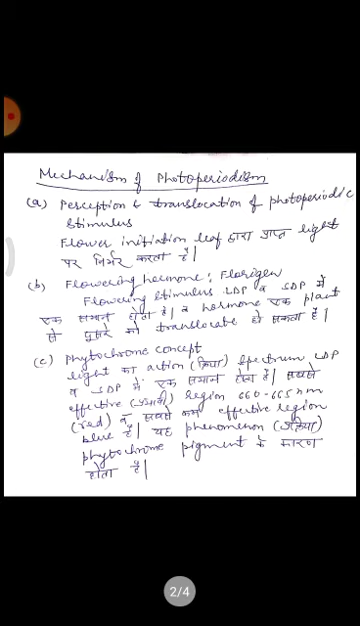 Mechanism of Photoperiodism
(a) Perception & translocation of photoperiodic
stimulus
Flower initiation leaf द्वारा प्राप्त light
पर निर्भर करता है|
(b) Flowering hormone; Florigen
Flowering stimulus LDP व SDP में
एक समान होता है| व hormone एक plant
से दूसरे को translocate हो सकता है|
(c) Phytochrome concept
light का action (क्रिया) spectrum LDP
व SDP में एक समान होता है| सबसे
effective (प्रभावी) region 660-665nm
(red) व सबसे कम effective region
blue है| यह phenomenon (क्रिया)
phytochrome pigment के कारण
होता है|
2/4